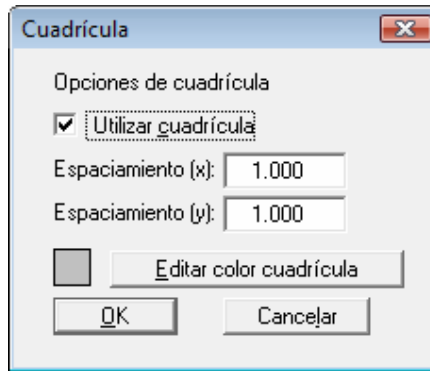 Cuadrícula
Opciones de cuadrícula
Utilizar cuadrícula
Espaciamiento (x): 1.000
Espaciamiento (y): 1.000
Editar color cuadrícula
OK Cancelar